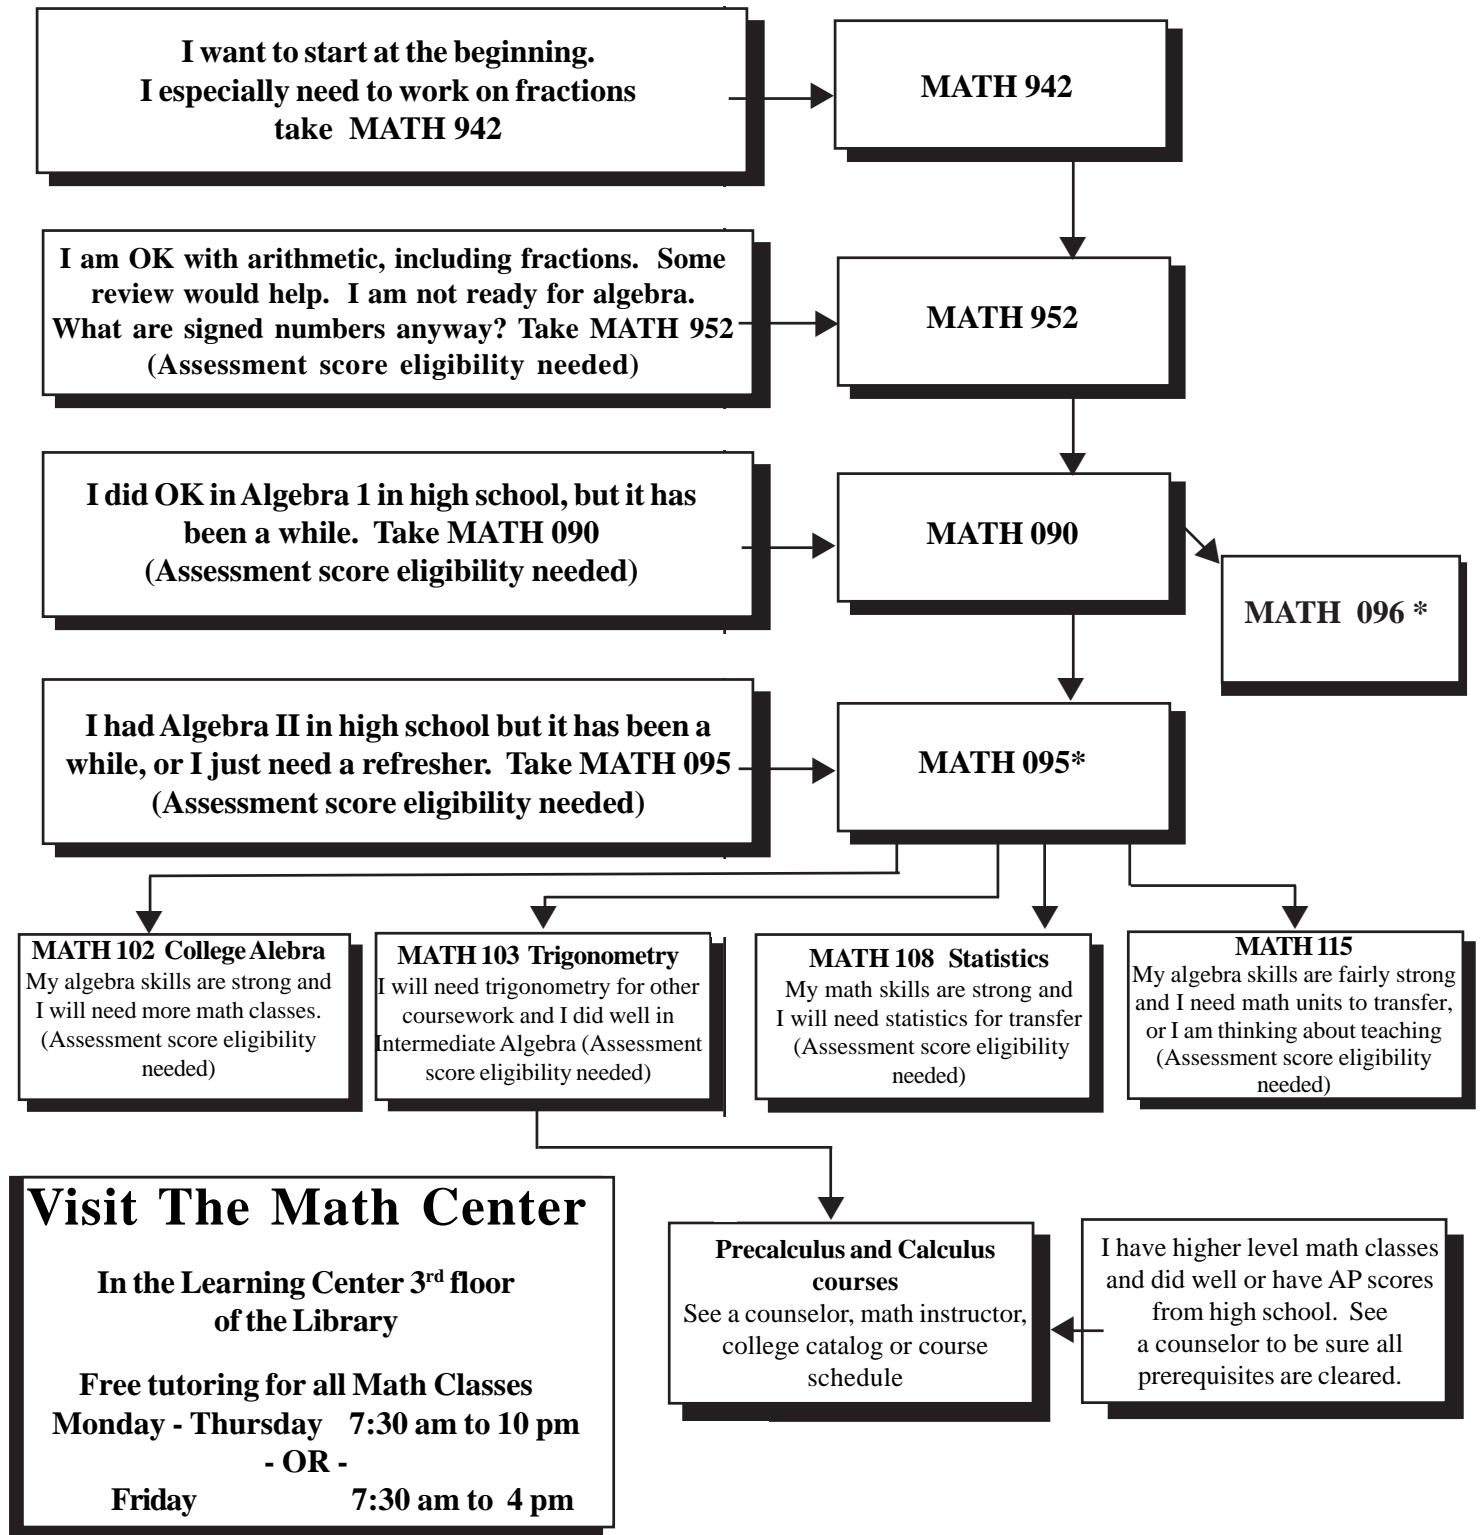 I want to start at the beginning.
I especially need to work on fractions
take MATH 942
MATH 942
I am OK with arithmetic, including fractions. Some
review would help. I am not ready for algebra.
What are signed numbers anyway? Take MATH 952
(Assessment score eligibility needed)
MATH 952
I did OK in Algebra 1 in high school, but it has
been a while. Take MATH 090
(Assessment score eligibility needed)
MATH 090
MATH 096 *
I had Algebra II in high school but it has been a
while, or I just need a refresher. Take MATH 095
(Assessment score eligibility needed)
MATH 095*
MATH 102 College Alebra
My algebra skills are strong and
I will need more math classes.
(Assessment score eligibility
needed)
MATH 103 Trigonometry
I will need trigonometry for other
coursework and I did well in
Intermediate Algebra (Assessment
score eligibility needed)
MATH 108 Statistics
My math skills are strong and
I will need statistics for transfer
(Assessment score eligibility
needed)
MATH 115
My algebra skills are fairly strong
and I need math units to transfer,
or I am thinking about teaching
(Assessment score eligibility
needed)
Visit The Math Center
In the Learning Center 3rd floor
of the Library
Free tutoring for all Math Classes
Monday - Thursday 7:30 am to 10 pm
- OR -
Friday 7:30 am to 4 pm
Precalculus and Calculus
courses
See a counselor, math instructor,
college catalog or course
schedule
I have higher level math classes
and did well or have AP scores
from high school. See
a counselor to be sure all
prerequisites are cleared.